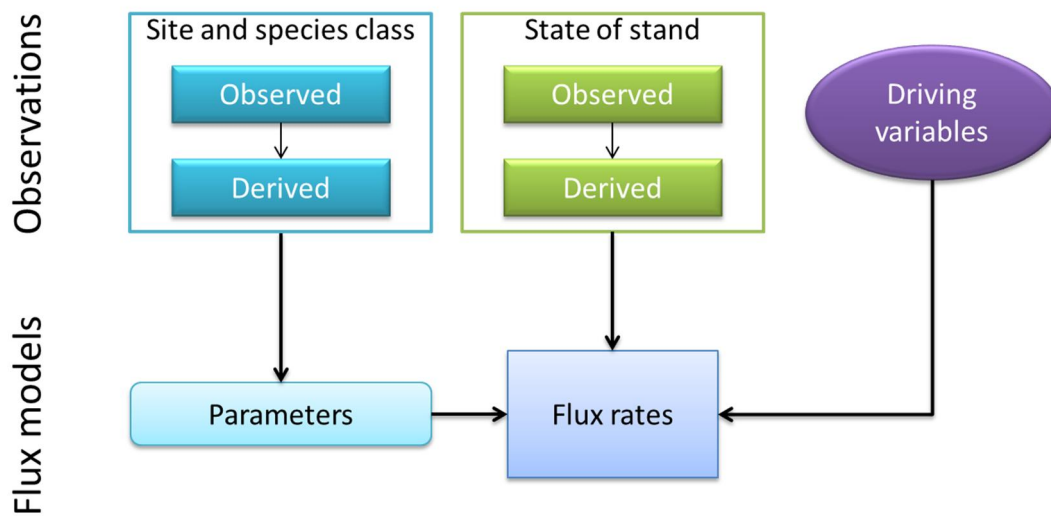 Observations
Site and species class
Observed
Derived
State of stand
Observed
Derived
Driving
variables
Flux models
Parameters
Flux rates